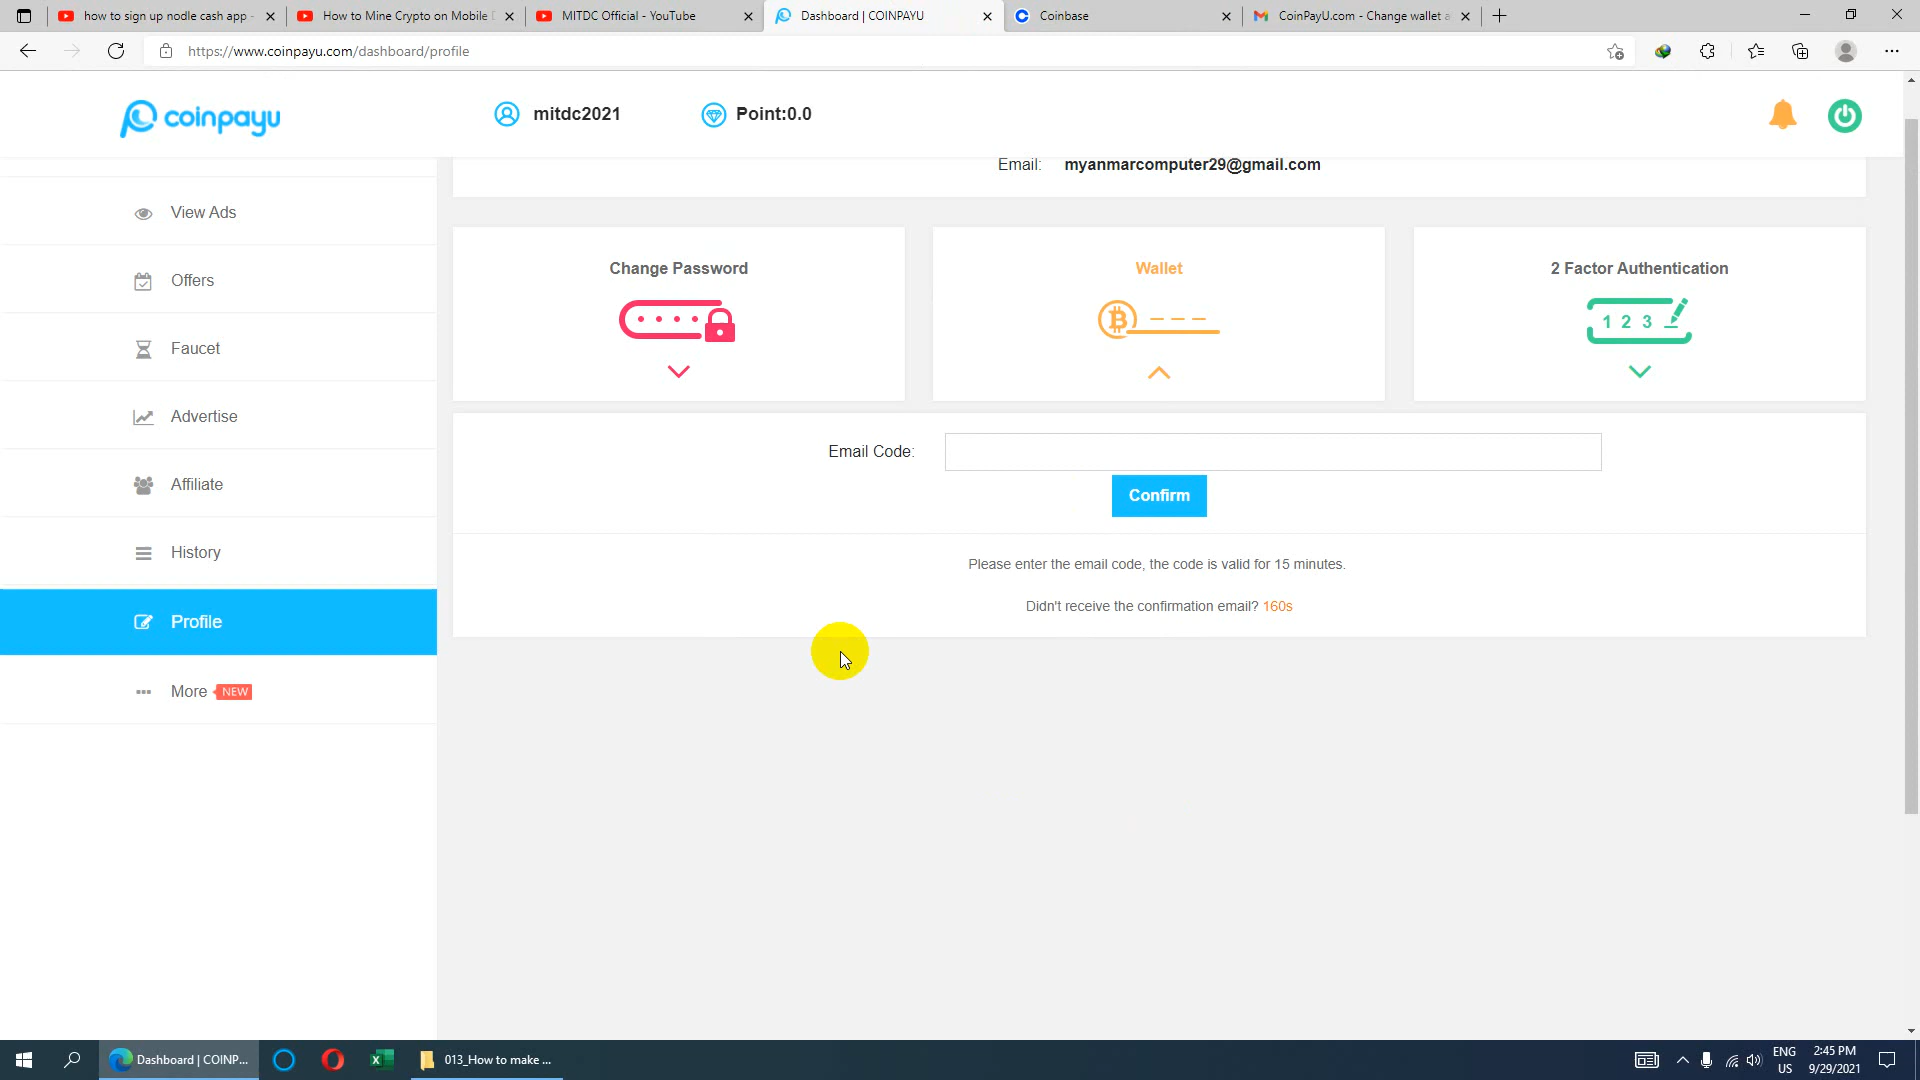 how to sign up nodle cash app -
How to Mine Crypto on Mobile
MITDC Official - YouTube
Dashboard | COINPAYU
Coinbase
CoinPayU.com - Change wallet a
https://www.coinpayu.com/dashboard/profile
coinpayu
mitdc2021
Point:0.0
Email: myanmarcomputer29@gmail.com
View Ads
Offers
Faucet
Advertise
Affiliate
History
Profile
More NEW
Change Password
Wallet
2 Factor Authentication
1 2 3
Email Code:
Confirm
Please enter the email code, the code is valid for 15 minutes.
Didn't receive the confirmation email? 160s
Dashboard | COINP...
013_How to make ...
ENG
US
2:45 PM
9/29/2021